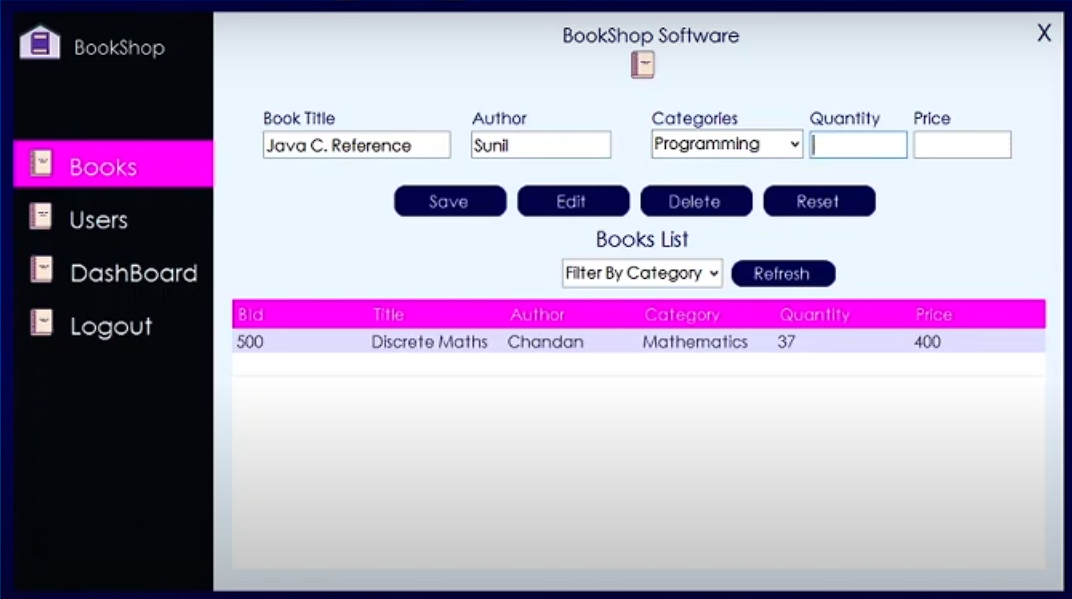 BookShop
BookShop Software
X
Book Title Author Categories Quantity Price
Java C. Reference Sunil Programming
Books
Users
DashBoard
Logout
Save Edit Delete Reset
Books List
Filter By Category Refresh
BId Title Author Category Quantity Price
500 Discrete Maths Chandan Mathematics 37 400